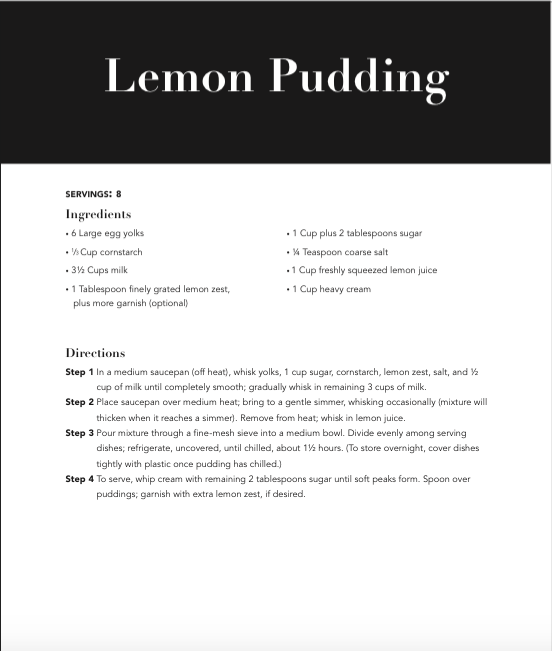 Lemon Pudding
SERVINGS: 8
Ingredients
• 6 Large egg yolks
• ⅓ Cup cornstarch
• 3½ Cups milk
• 1 Tablespoon finely grated lemon zest,
plus more garnish (optional)
• 1 Cup plus 2 tablespoons sugar
• ¼ Teaspoon coarse salt
• 1 Cup freshly squeezed lemon juice
• 1 Cup heavy cream
Directions
Step 1 In a medium saucepan (off heat), whisk yolks, 1 cup sugar, cornstarch, lemon zest, salt, and ½
cup of milk until completely smooth; gradually whisk in remaining 3 cups of milk.
Step 2 Place saucepan over medium heat; bring to a gentle simmer, whisking occasionally (mixture will
thicken when it reaches a simmer). Remove from heat; whisk in lemon juice.
Step 3 Pour mixture through a fine-mesh sieve into a medium bowl. Divide evenly among serving
dishes; refrigerate, uncovered, until chilled, about 1½ hours. (To store overnight, cover dishes
tightly with plastic once pudding has chilled.)
Step 4 To serve, whip cream with remaining 2 tablespoons sugar until soft peaks form. Spoon over
puddings; garnish with extra lemon zest, if desired.